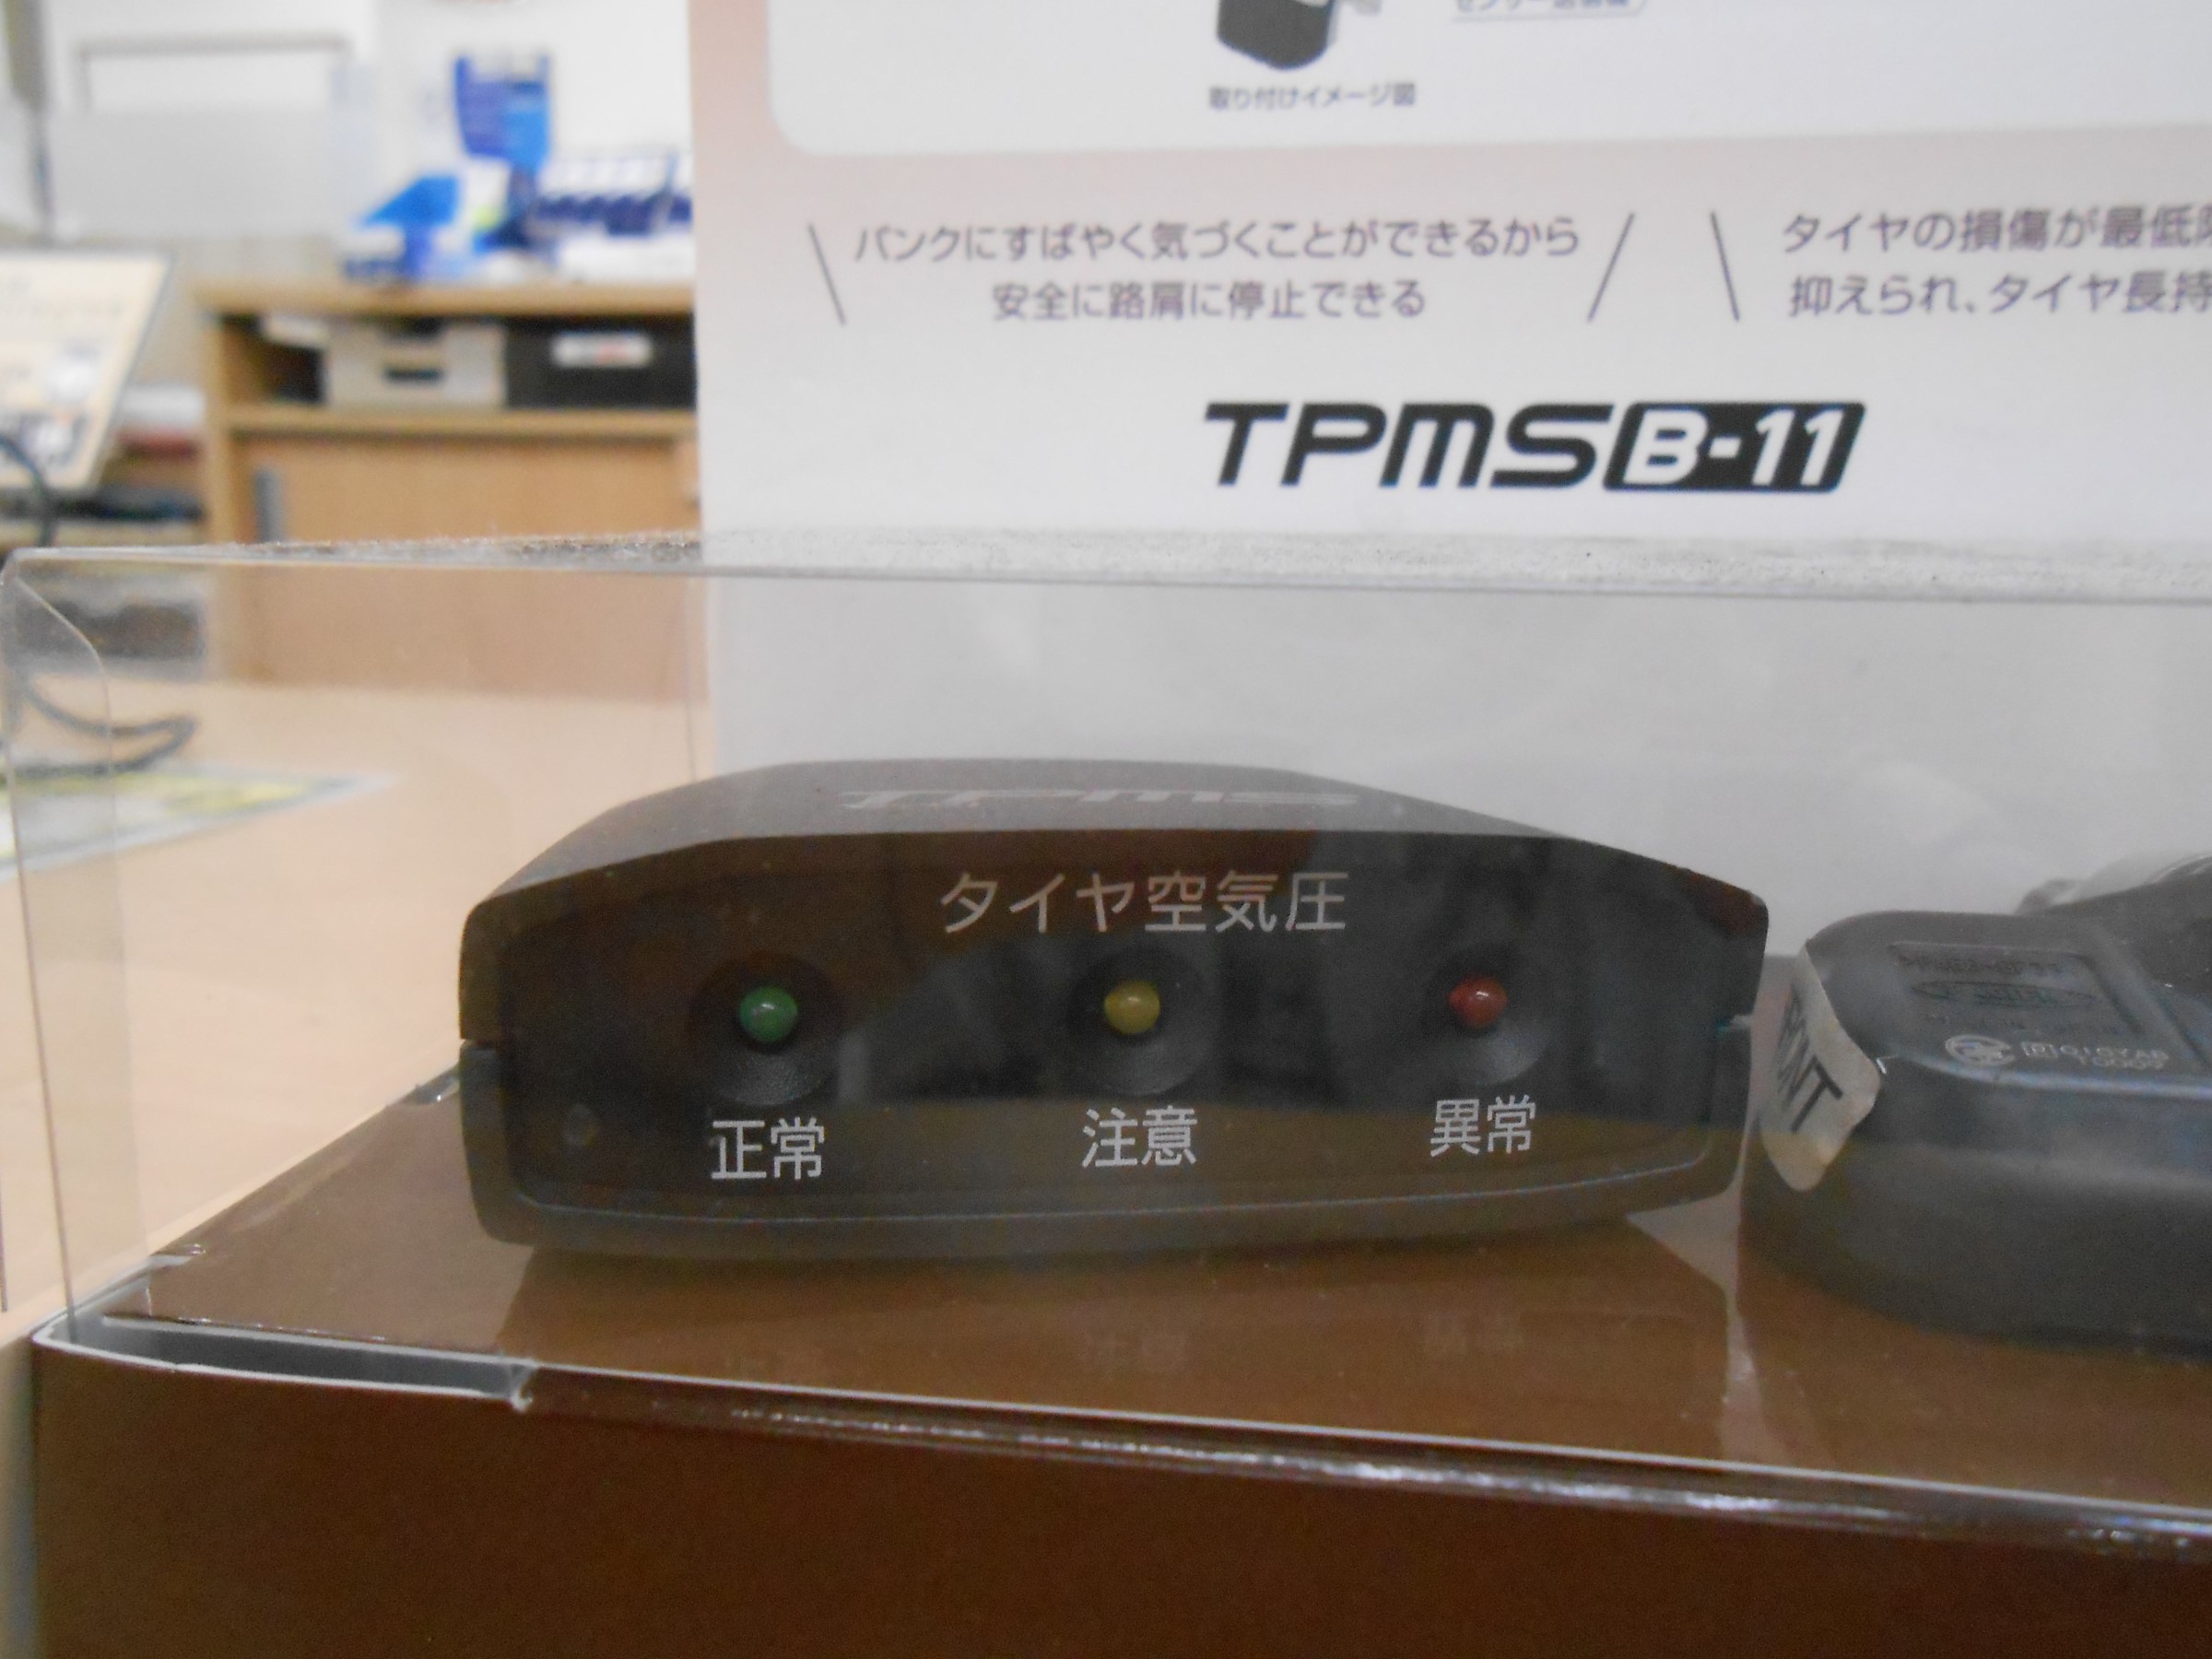 取り付けイメージ図
パンクにすばやく気づくことができるから
安全に路肩に停止できる
タイヤの損傷が最低
抑えられ、タイヤ長持
TPMS B-11
TPMS
タイヤ空気圧
正常
注意
異常